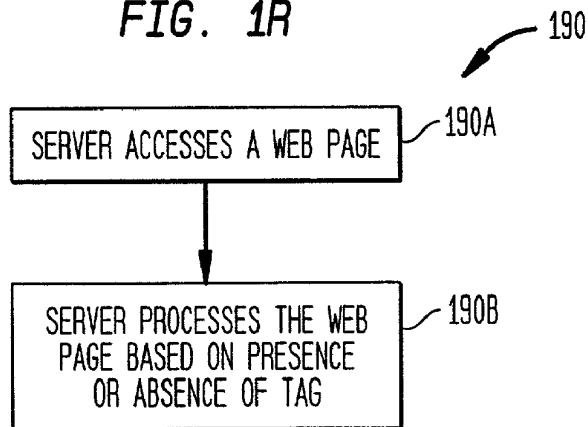 FIG. 1R
190
SERVER ACCESSES A WEB PAGE
190A
SERVER PROCESSES THE WEB
PAGE BASED ON PRESENCE
OR ABSENCE OF TAG
190B